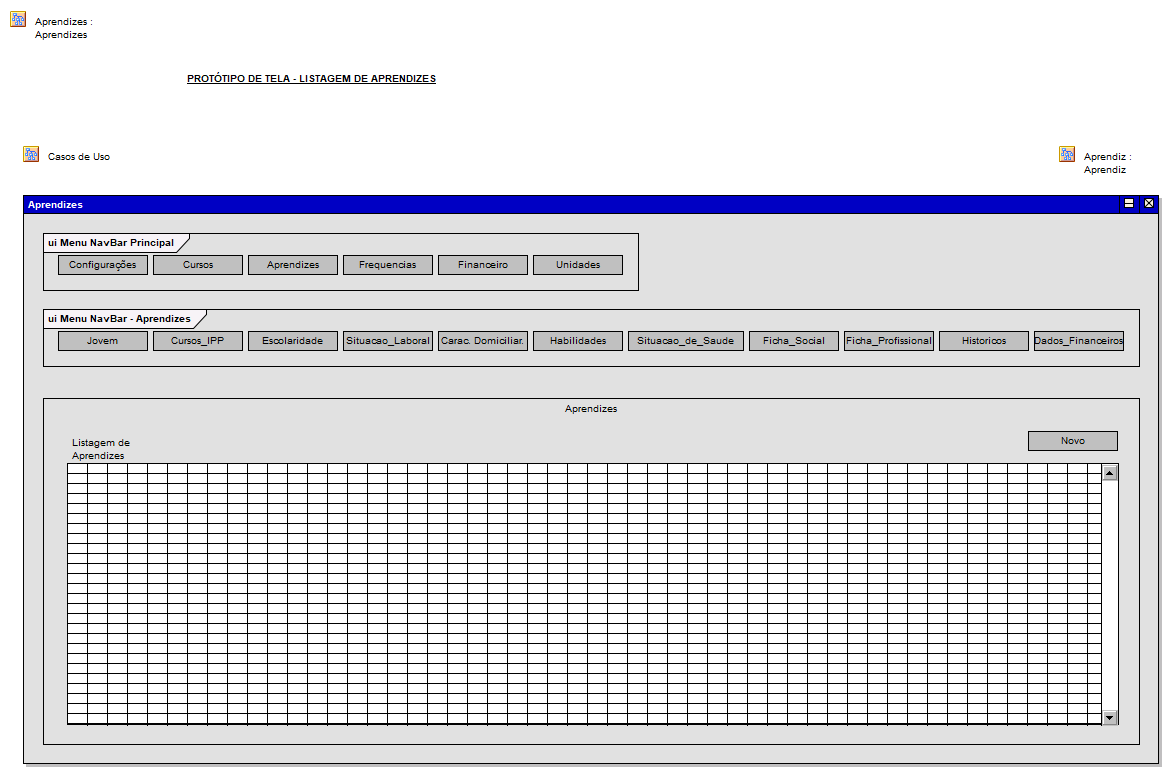 Aprendizes :
Aprendizes
PROTÓTIPO DE TELA - LISTAGEM DE APRENDIZES
Casos de Uso
Aprendiz :
Aprendiz
Aprendizes
ui Menu NavBar Principal
Configurações Cursos Aprendizes Frequencias Financeiro Unidades
ui Menu NavBar - Aprendizes
Jovem Cursos_IPP Escolaridade Situacao_Laboral Carac. Domiciliar. Habilidades Situacao_de_Saude Ficha_Social Ficha_Profissional Historicos Dados_Financeiros
Aprendizes
Listagem de
Aprendizes
Novo